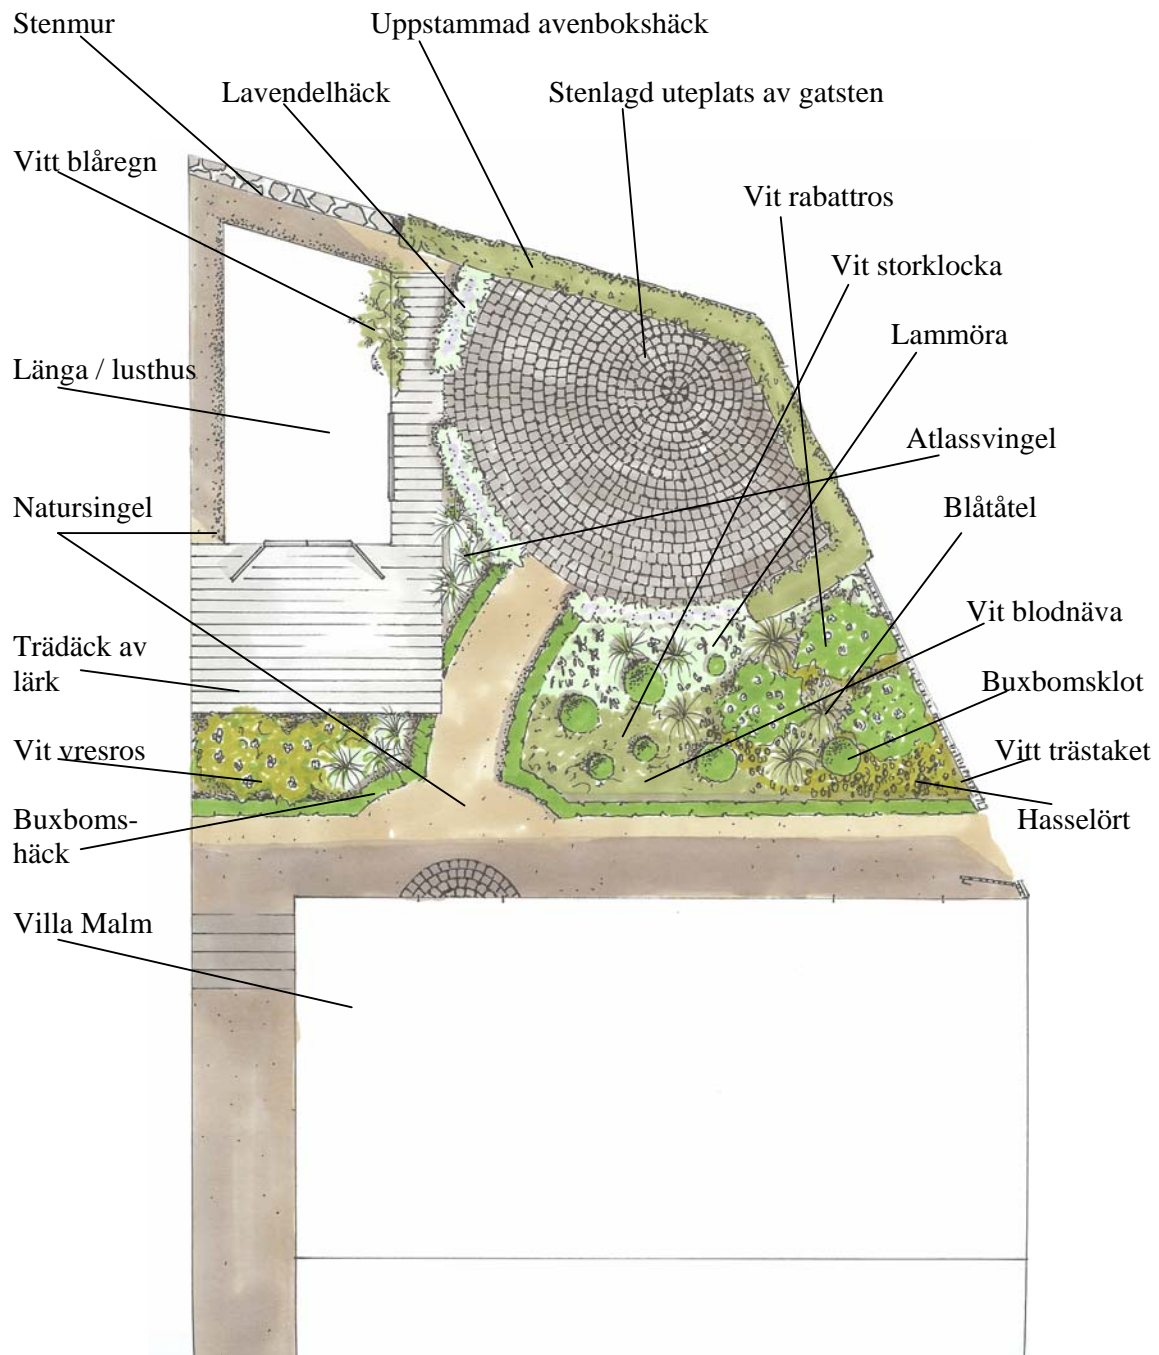 Stenmur
Uppstammad avenbokshäck
Lavendelhäck
Stenlagd uteplats av gatsten
Vitt blåregn
Vit rabattros
Vit storklocka
Lammöra
Länga / lusthus
Atlassvingel
Natursingel
Blåtåtel
Vit blodnäva
Trädäck av
lärk
Buxbomsklot
Vit vresros
Vitt trästaket
Buxboms-
häck
Hasselört
Villa Malm